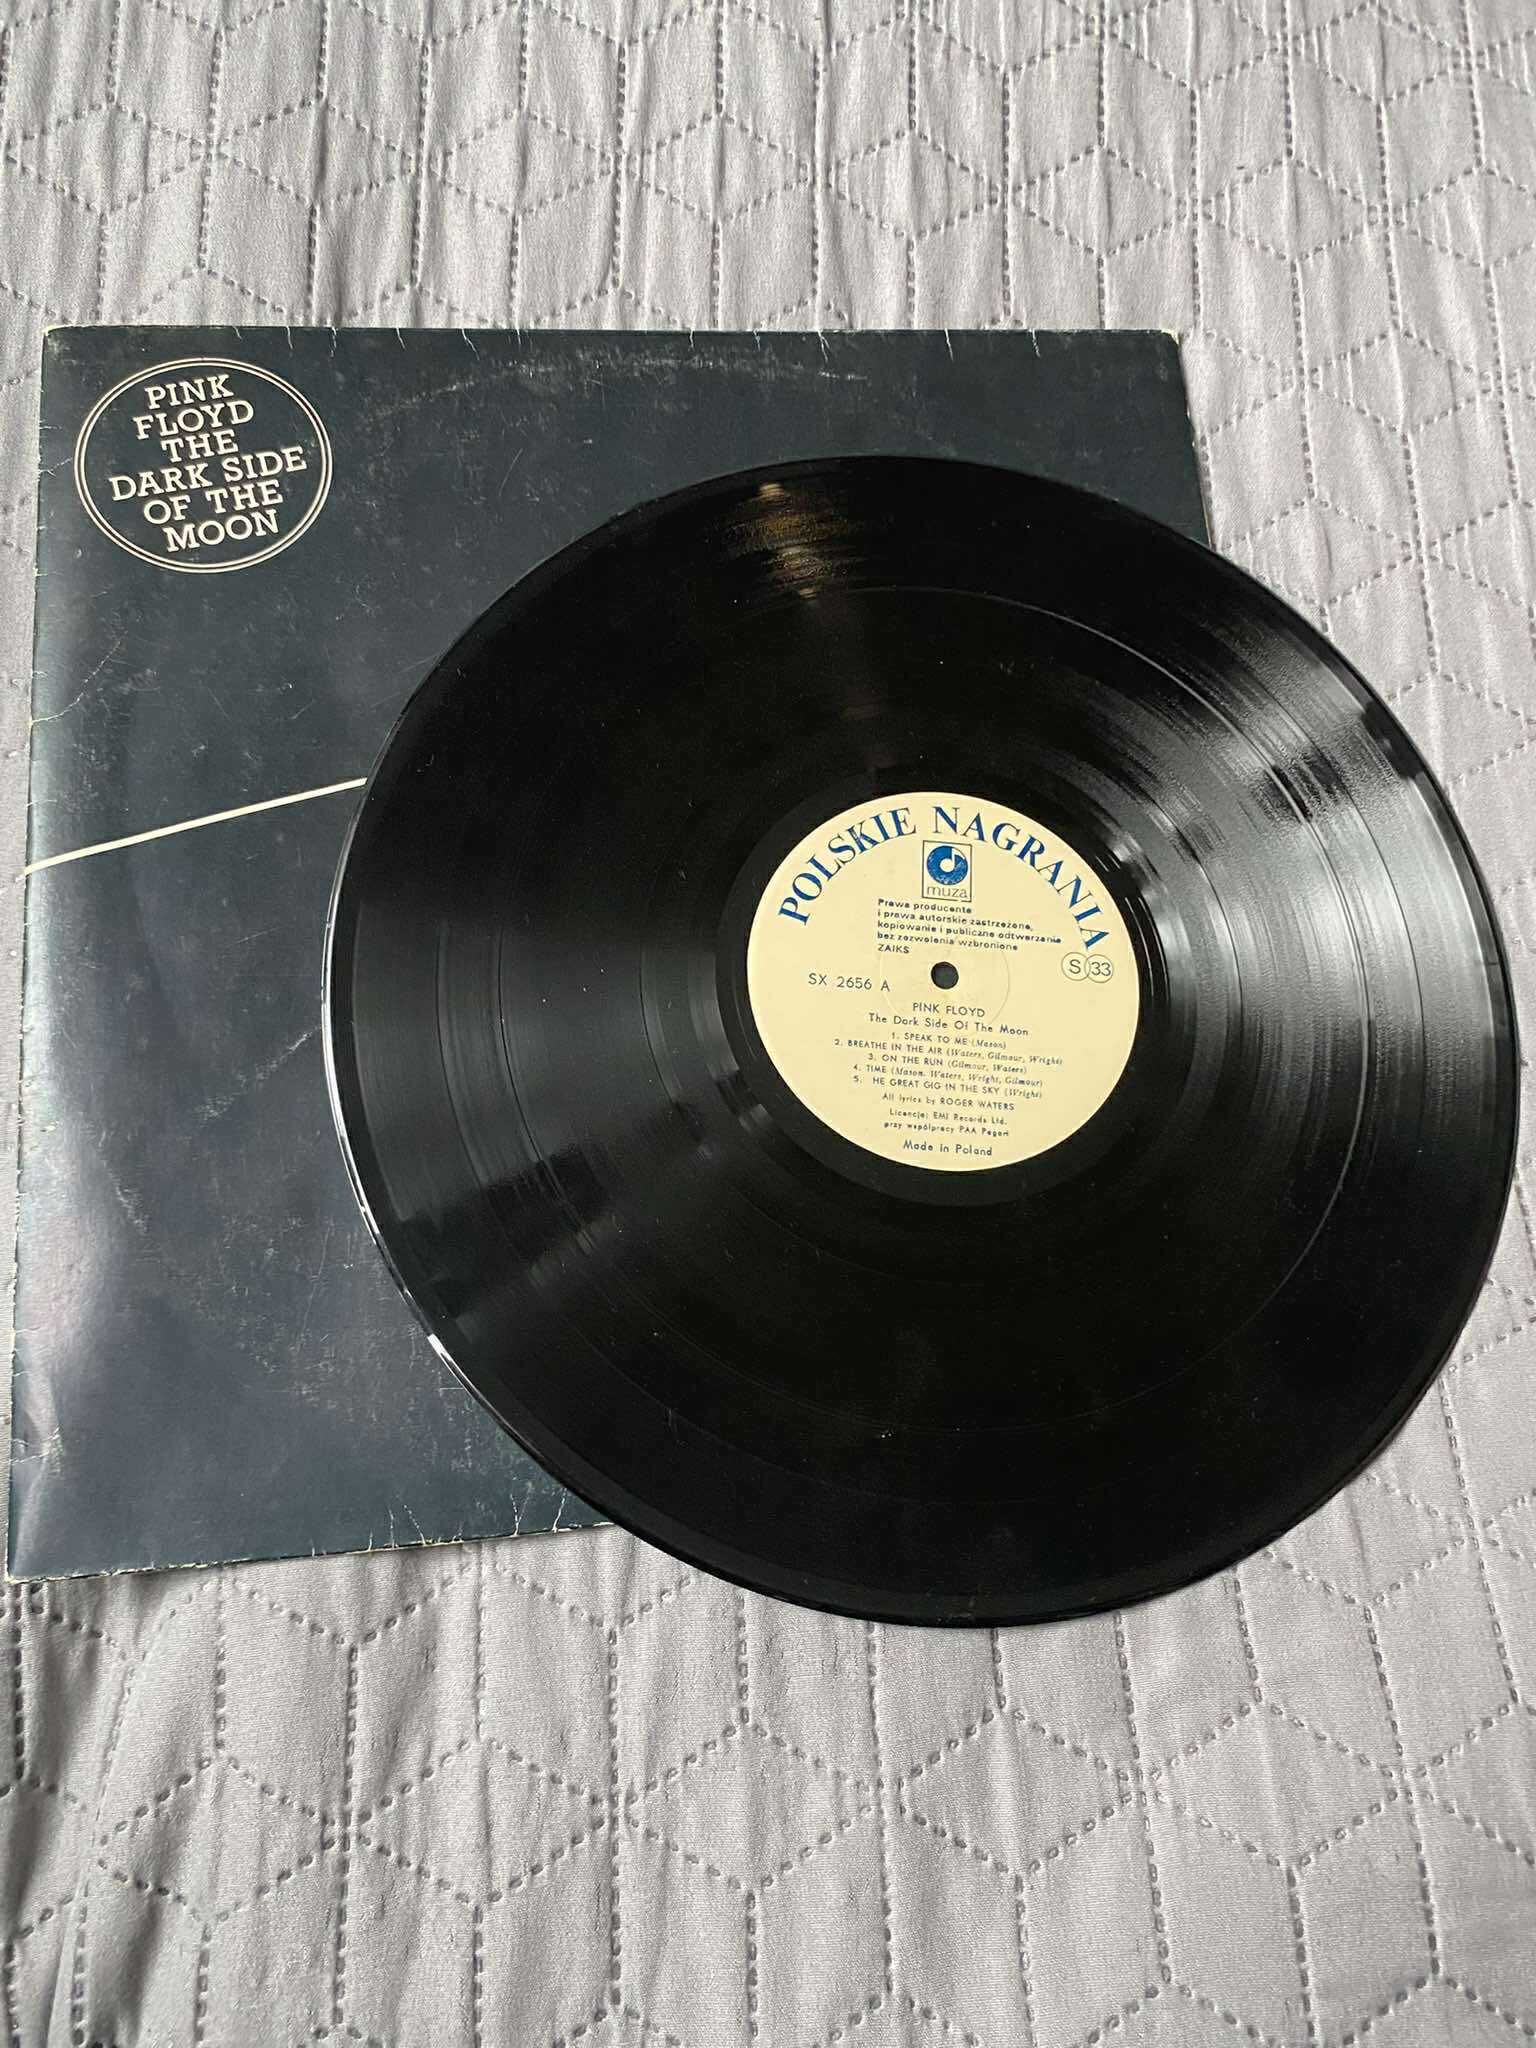 PINK
FLOYD
THE
DARK SIDE
OF THE
MOON
POLSKIE NAGRANIA
muza
Prawa producenta
i prawa autorskie zastrzeżone,
kopiowanie i publiczne odtwarzanie
bez zezwolenia wzbronione
ZAIKS
S 33
SX 2656 A
PINK FLOYD
The Dark Side Of The Moon
1. SPEAK TO ME (Mason)
2. BREATHE IN THE AIR (Waters, Gilmour, Wright)
3. ON THE RUN (Gilmour, Waters)
4. TIME (Mason. Waters, Wright, Gilmour)
5. HE GREAT GIG IN THE SKY (Wright)
All lyrics by ROGER WATERS
Licencja: EMI Records Ltd.
przy współpracy PAA Pagart
Made in Poland